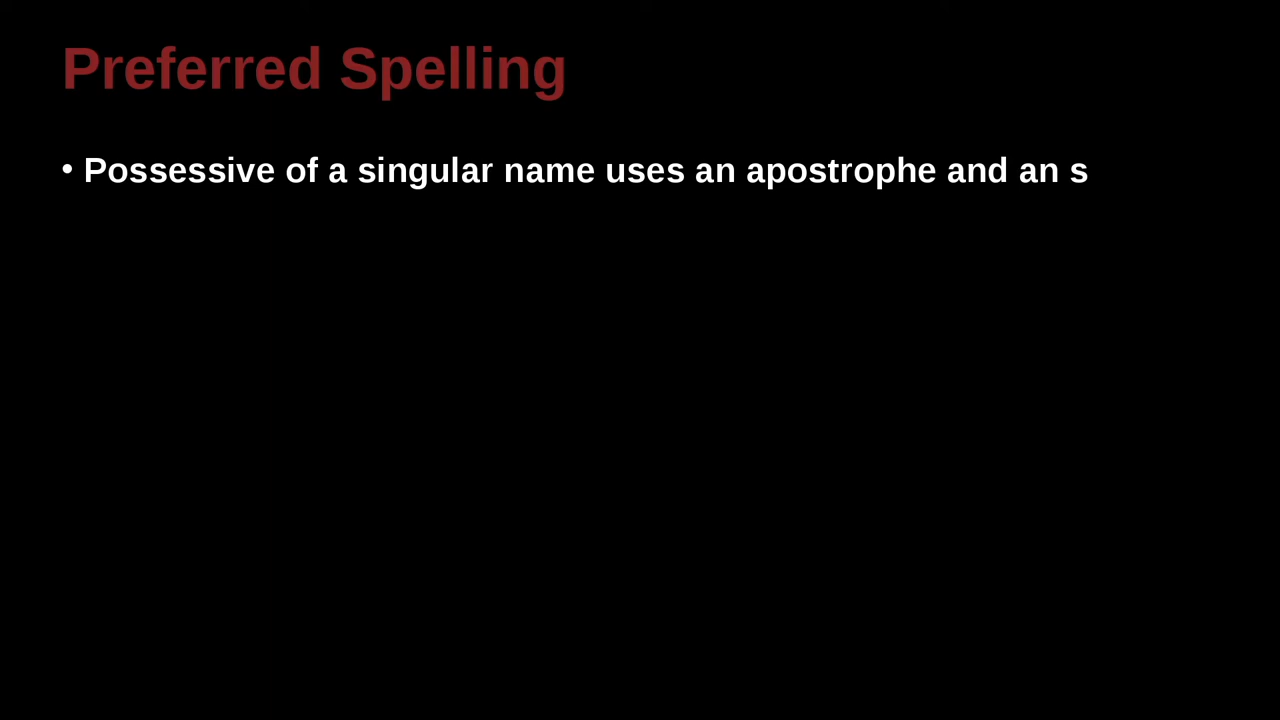 Preferred Spelling
• Possessive of a singular name uses an apostrophe and an s